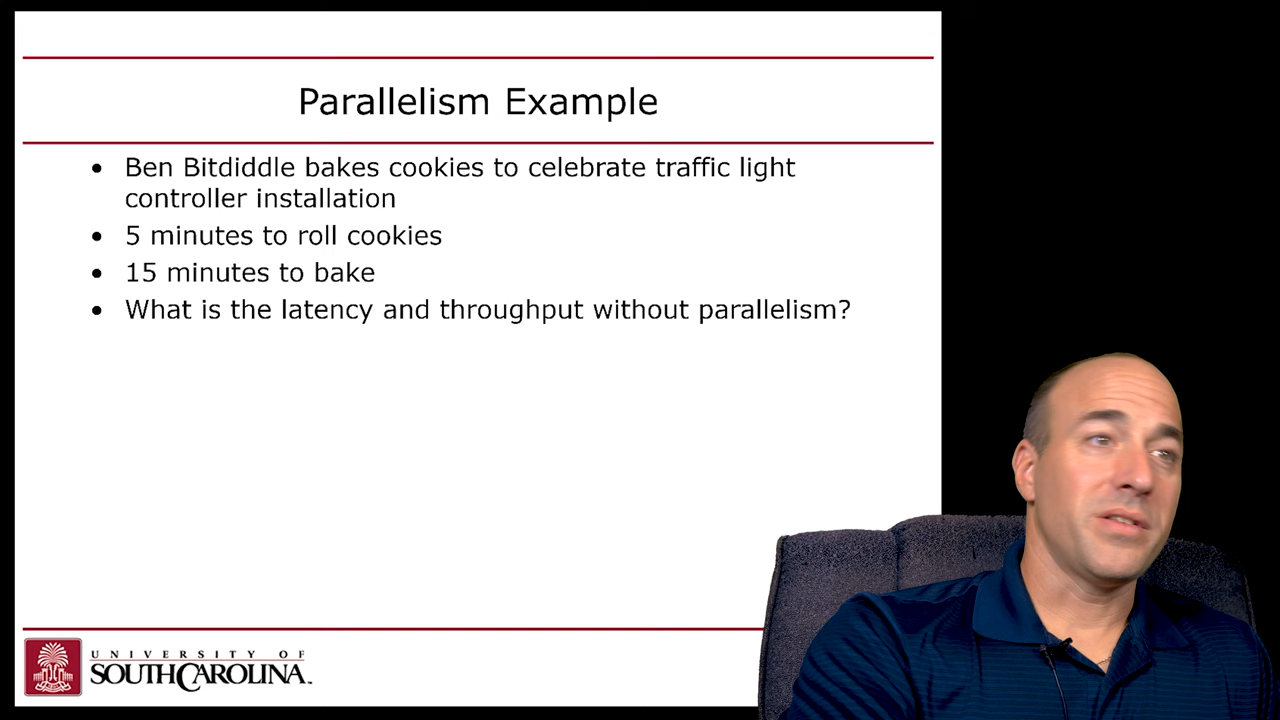 Parallelism Example
• Ben Bitdiddle bakes cookies to celebrate traffic light
controller installation
• 5 minutes to roll cookies
• 15 minutes to bake
• What is the latency and throughput without parallelism?
UNIVERSITY OF
SOUTH CAROLINA